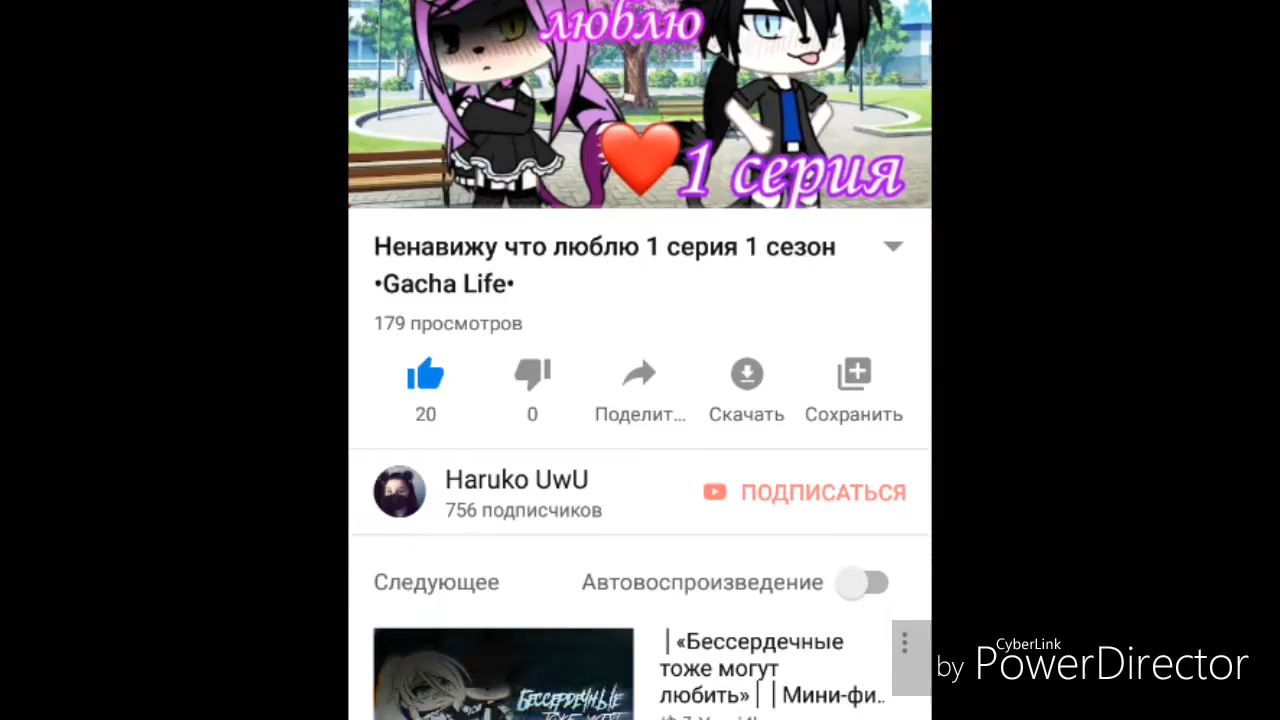 люблю
1 серия
Ненавижу что люблю 1 серия 1 сезон
•Gacha Life•
179 просмотров
20
0
Поделит...
Скачать
Сохранить
Haruko UwU
756 подписчиков
ПОДПИСАТЬСЯ
Следующее
Автовоспроизведение
БЕССЕРДЕЧНЫЕ
|«Бессердечные
тоже могут
любить»||Мини-фи..
CyberLink
by PowerDirector